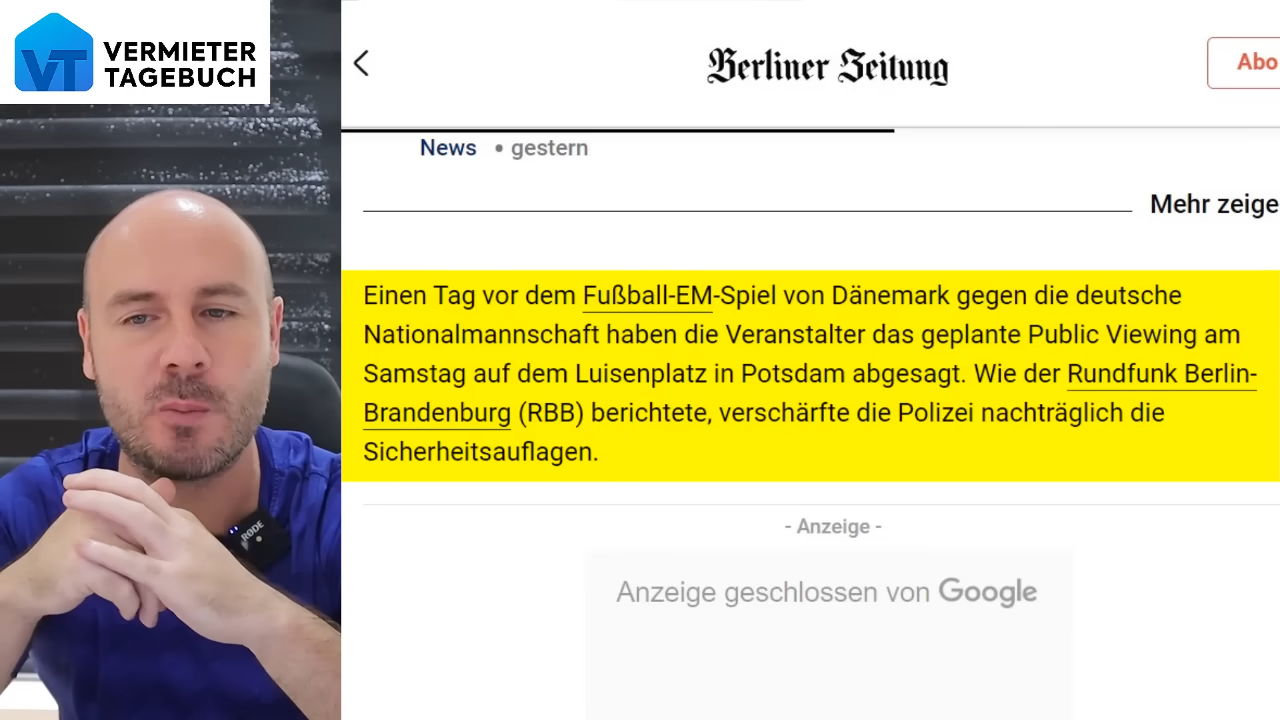 VT VERMIETER
TAGEBUCH
Berliner Zeitung
Abo
News • gestern
Mehr zeige
Einen Tag vor dem Fußball-EM-Spiel von Dänemark gegen die deutsche
Nationalmannschaft haben die Veranstalter das geplante Public Viewing am
Samstag auf dem Luisenplatz in Potsdam abgesagt. Wie der Rundfunk Berlin-
Brandenburg (RBB) berichtete, verschärfte die Polizei nachträglich die
Sicherheitsauflagen.
- Anzeige -
Anzeige geschlossen von Google
RØDE